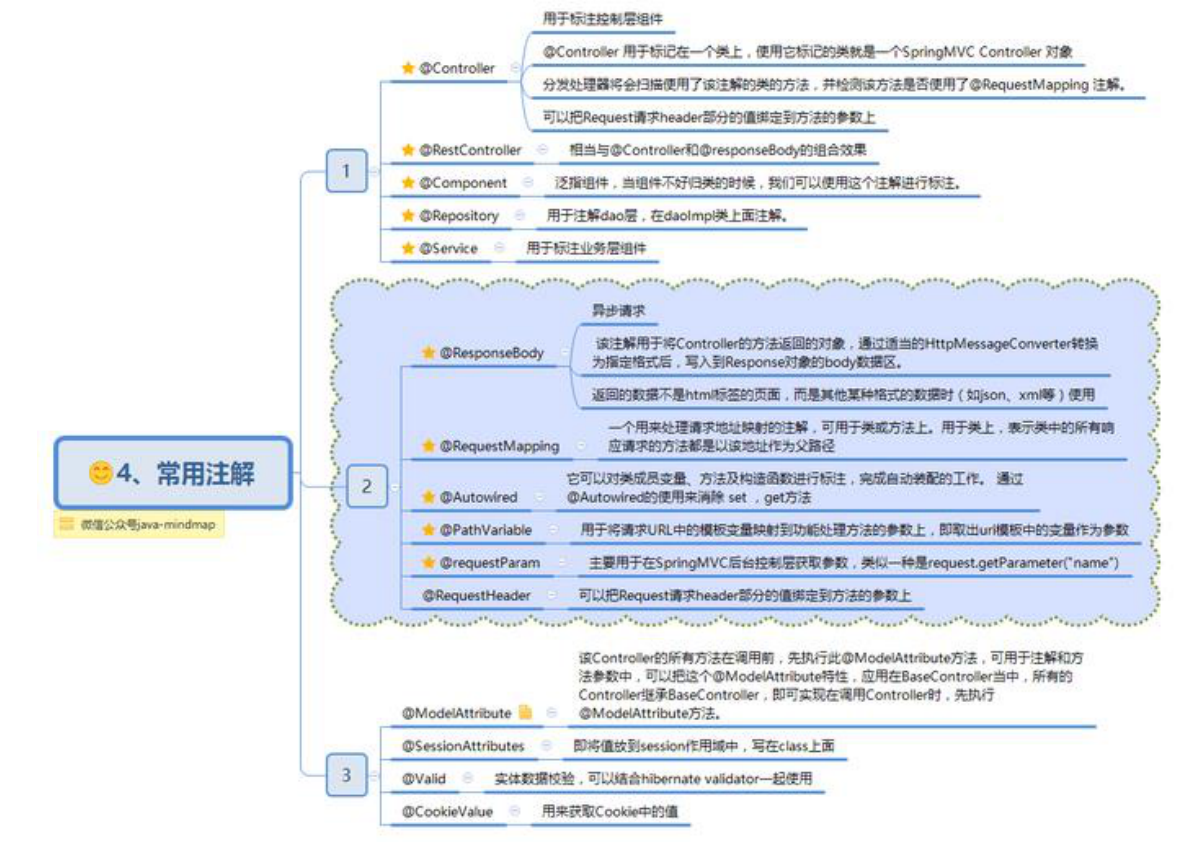 😊4、常用注解
微信公众号java-mindmap
1
@Controller
用于标注控制层组件
@Controller 用于标记在一个类上，使用它标记的类就是一个SpringMVC Controller 对象
分发处理器将会扫描使用了该注解的类的方法，并检测该方法是否使用了@RequestMapping 注解。
可以把Request请求header部分的值绑定到方法的参数上
@RestController
相当与@Controller和@responseBody的组合效果
@Component
泛指组件，当组件不好归类的时候，我们可以使用这个注解进行标注。
@Repository
用于注解dao层，在daoImpl类上面注解。
@Service
用于标注业务层组件
2
@ResponseBody
异步请求
该注解用于将Controller的方法返回的对象，通过适当的HttpMessageConverter转换
为指定格式后，写入到Response对象的body数据区。
返回的数据不是html标签的页面，而是其他某种格式的数据时（如json、xml等）使用
@RequestMapping
一个用来处理请求地址映射的注解，可用于类或方法上。用于类上，表示类中的所有响
应请求的方法都是以该地址作为父路径
@Autowired
它可以对类成员变量、方法及构造函数进行标注，完成自动装配的工作。 通过
@Autowired的使用来消除 set ，get方法
@PathVariable
用于将请求URL中的模板变量映射到功能处理方法的参数上，即取出uri模板中的变量作为参数
@requestParam
主要用于在SpringMVC后台控制层获取参数，类似一种是request.getParameter("name")
@RequestHeader
可以把Request请求header部分的值绑定到方法的参数上
3
@ModelAttribute
该Controller的所有方法在调用前，先执行此@ModelAttribute方法，可用于注解和方
法参数中，可以把这个@ModelAttribute特性，应用在BaseController当中，所有的
Controller继承BaseController，即可实现在调用Controller时，先执行
@ModelAttribute方法。
@SessionAttributes
即将值放到session作用域中，写在class上面
@Valid
实体数据校验，可以结合hibernate validator一起使用
@CookieValue
用来获取Cookie中的值